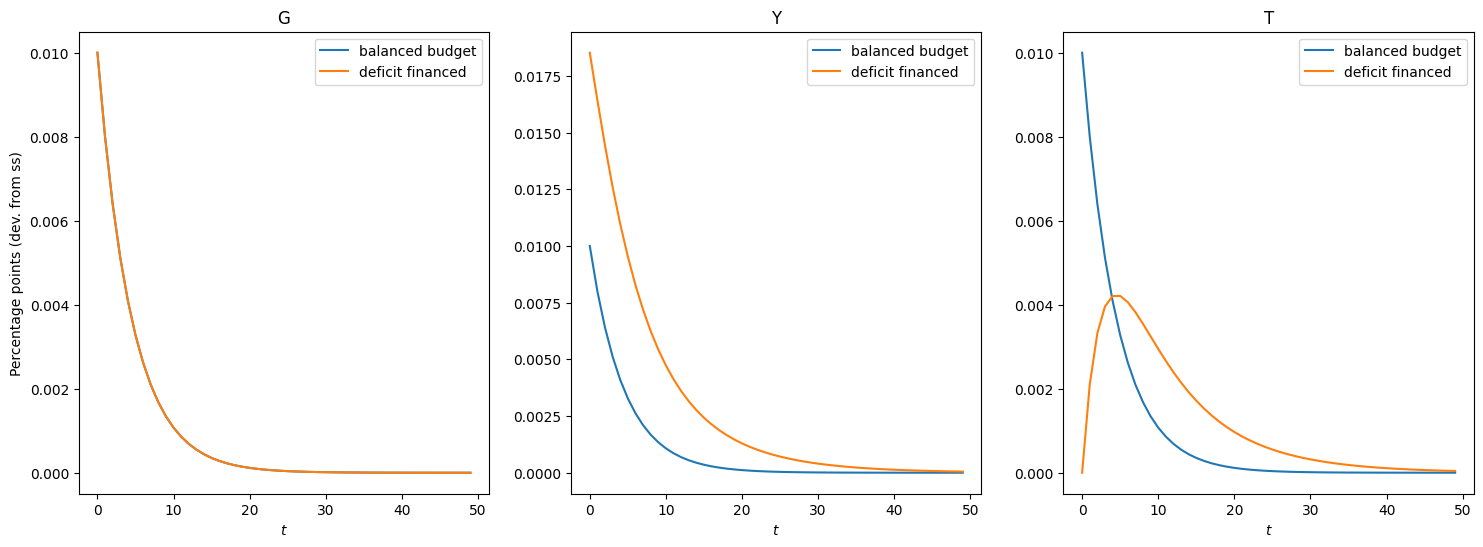 G
balanced budget
deficit financed
0.010
0.008
0.006
0.004
0.002
0.000
Percentage points (dev. from ss)
0 10 20 30 40 50
t
Y
balanced budget
deficit financed
0.0175
0.0150
0.0125
0.0100
0.0075
0.0050
0.0025
0.0000
0 10 20 30 40 50
t
T
balanced budget
deficit financed
0.010
0.008
0.006
0.004
0.002
0.000
0 10 20 30 40 50
t